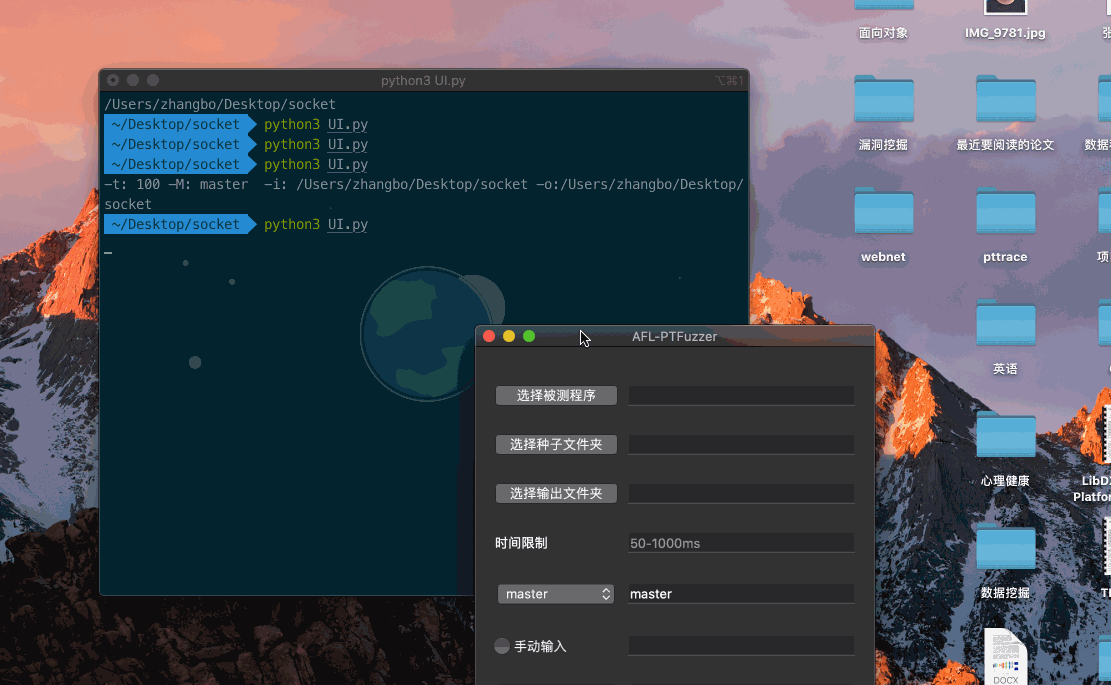 面向对象
IMG_9781.jpg
python3 UI.py
⌥⌘1
/Users/zhangbo/Desktop/socket
~/Desktop/socket python3 UI.py
~/Desktop/socket python3 UI.py
~/Desktop/socket python3 UI.py
-t: 100 -M: master  -i: /Users/zhangbo/Desktop/socket -o:/Users/zhangbo/Desktop/
socket
~/Desktop/socket python3 UI.py
漏洞挖掘
最近要阅读的论文
webnet
pttrace
英语
心理健康
数据挖掘
DOCX
AFL-PTFuzzer
选择被测程序
选择种子文件夹
选择输出文件夹
时间限制
50-1000ms
master
master
手动输入